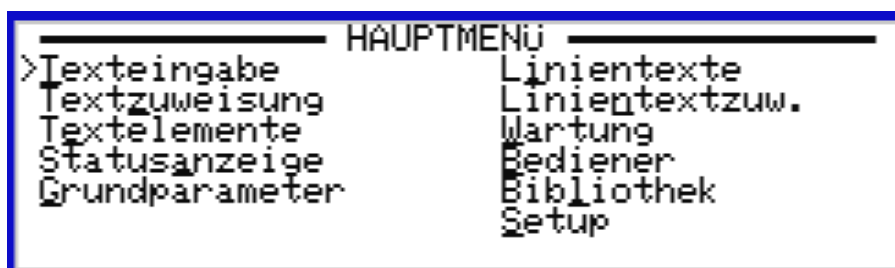 HAUPTMENü
>Texteingabe
Textzuweisung
Textelemente
Statusanzeige
Grundparameter
Linientexte
Linientextzuw.
Wartung
Bediener
Bibliothek
Setup